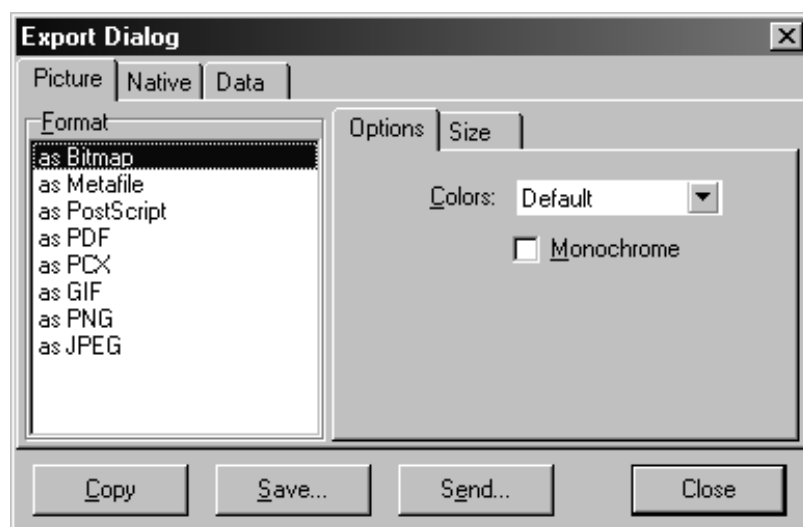 Export Dialog
Picture Native Data
Format
as Bitmap
as Metafile
as PostScript
as PDF
as PCX
as GIF
as PNG
as JPEG
Options Size
Colors: Default
Monochrome
Copy Save... Send... Close